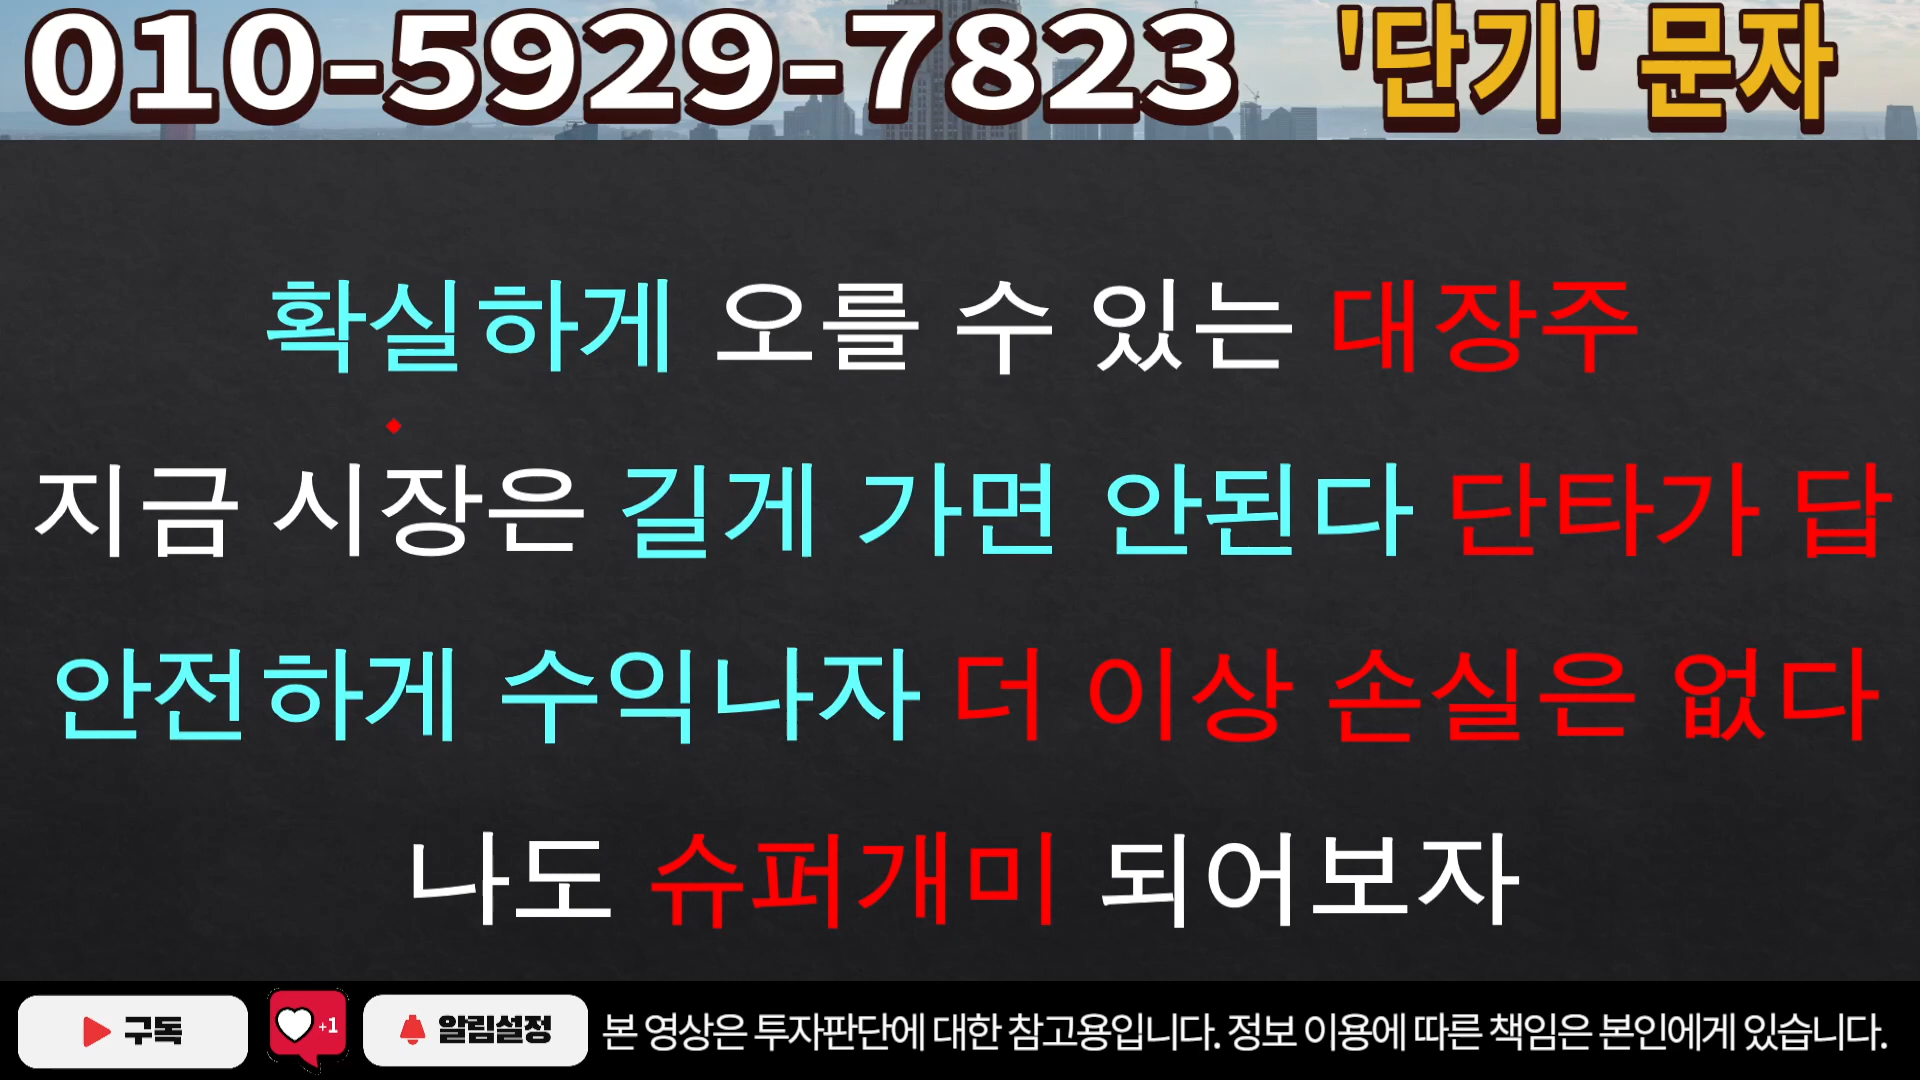 010-5929-7823 '단기' 문자
확실하게 오를 수 있는 대장주
지금 시장은 길게 가면 안된다 단타가 답
안전하게 수익나자 더 이상 손실은 없다
나도 슈퍼개미 되어보자
구독 +1 알림설정 본 영상은 투자판단에 대한 참고용입니다. 정보 이용에 따른 책임은 본인에게 있습니다.